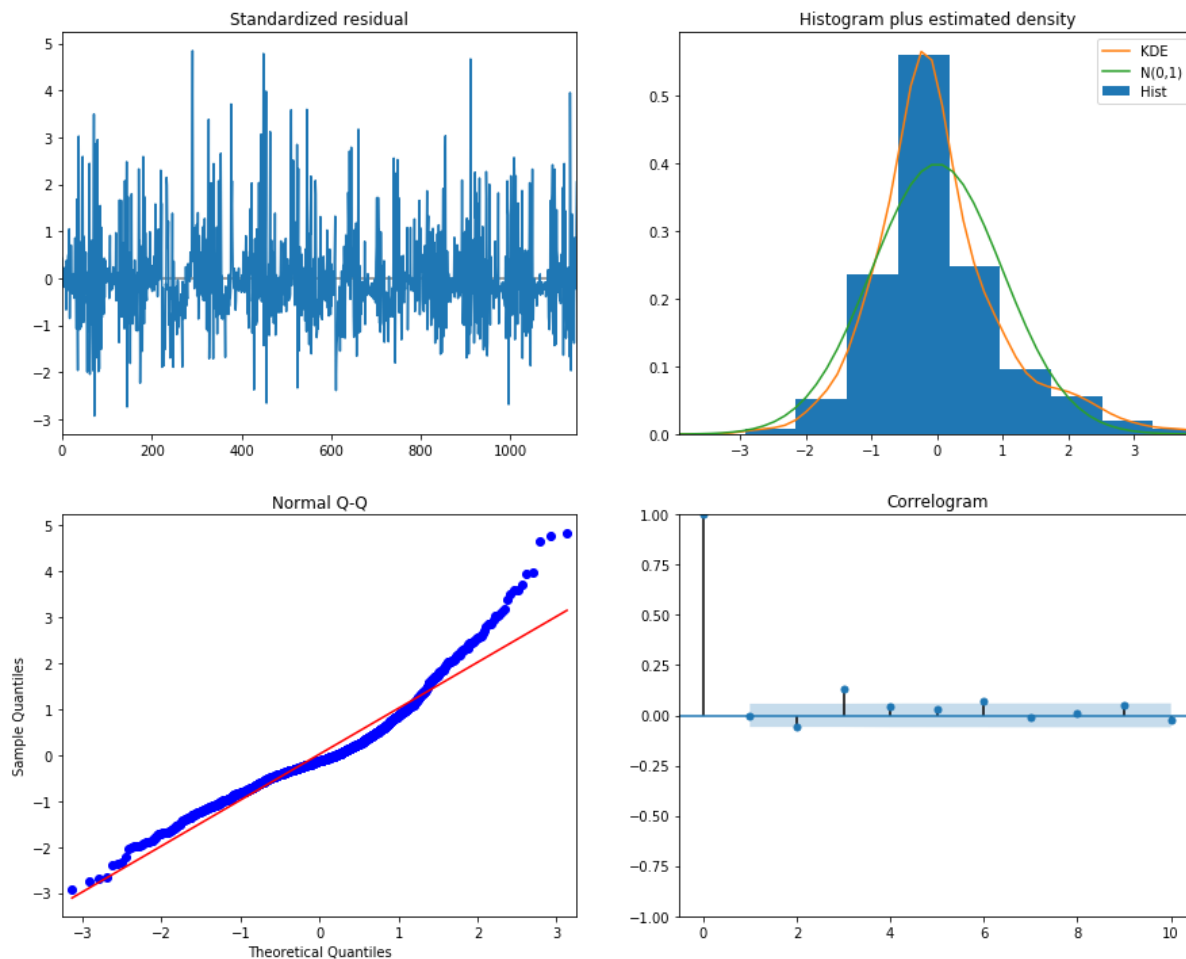 Standardized residual
5
4
3
2
1
0
−1
−2
−3
0 200 400 600 800 1000
Histogram plus estimated density
KDE
N(0,1)
Hist
0.5
0.4
0.3
0.2
0.1
0.0
−3 −2 −1 0 1 2 3
Normal Q-Q
Sample Quantiles
5
4
3
2
1
0
−1
−2
−3
−3 −2 −1 0 1 2 3
Theoretical Quantiles
Correlogram
1.00
0.75
0.50
0.25
0.00
−0.25
−0.50
−0.75
−1.00
0 2 4 6 8 10